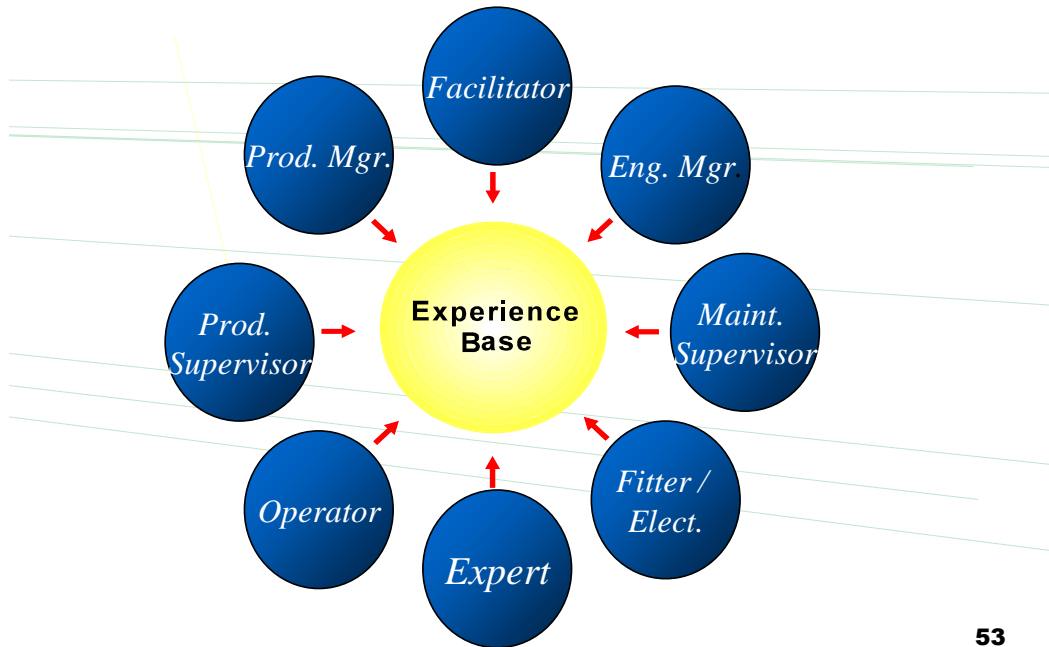 Facilitator
Prod. Mgr.
Eng. Mgr.
Experience
Base
Prod.
Supervisor
Maint.
Supervisor
Operator
Fitter /
Elect.
Expert
53